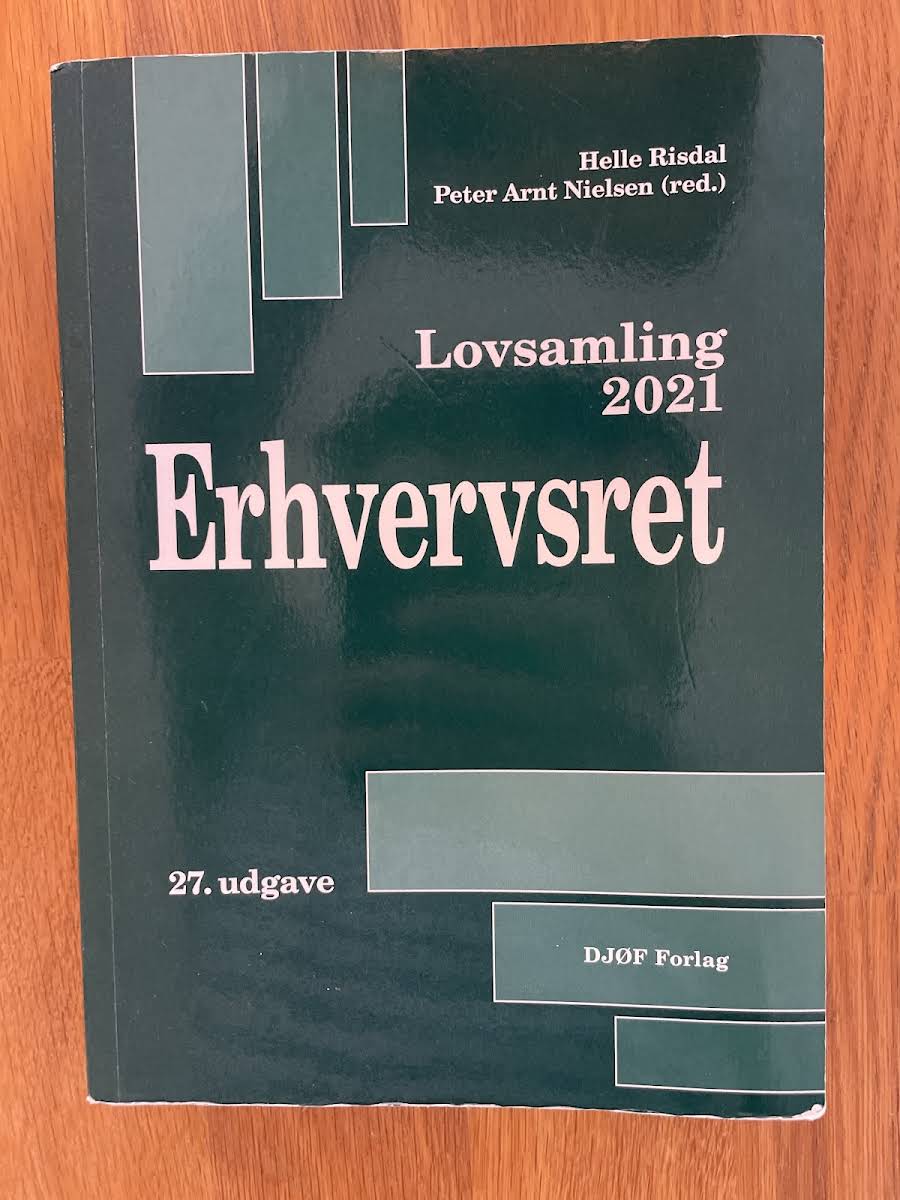 Helle Risdal
Peter Arnt Nielsen (red.)
Lovsamling
2021
Erhvervsret
27. udgave
DJØF Forlag